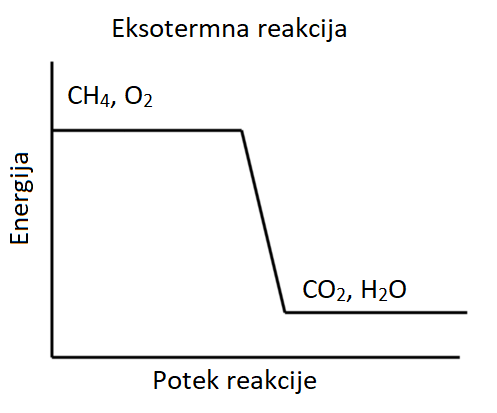 Eksotermna reakcija
CH₄, O₂
Energija
CO₂, H₂O
Potek reakcije